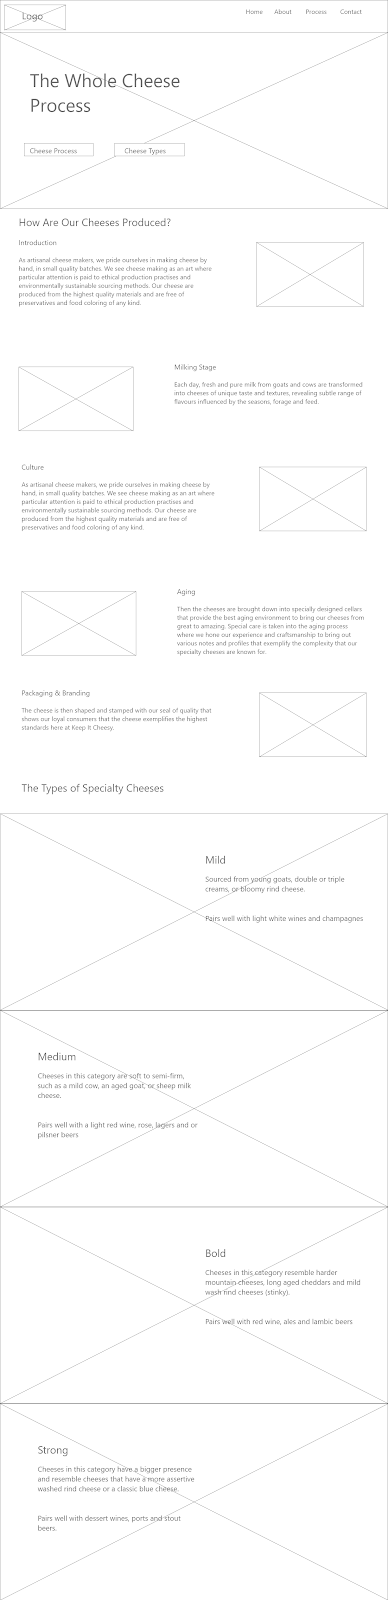 Logo
Home About Process Contact
The Whole Cheese
Process
Cheese Process Cheese Types
How Are Our Cheeses Produced?
Introduction
As artisanal cheese makers, we pride ourselves in making cheese by
hand, in small quality batches. We see cheese making as an art where
particular attention is paid to ethical production practises and
environmentally sustainable sourcing methods. Our cheese are
produced from the highest quality materials and are free of
preservatives and food coloring of any kind.
Milking Stage
Each day, fresh and pure milk from goats and cows are transformed
into cheeses of unique taste and textures, revealing subtle range of
flavours influenced by the seasons, forage and feed.
Culture
As artisanal cheese makers, we pride ourselves in making cheese by
hand, in small quality batches. We see cheese making as an art where
particular attention is paid to ethical production practises and
environmentally sustainable sourcing methods. Our cheese are
produced from the highest quality materials and are free of
preservatives and food coloring of any kind.
Aging
Then the cheeses are brought down into specially designed cellars
that provide the best aging environment to bring our cheeses from
great to amazing. Special care is taken into the aging process
where we hone our experience and craftsmanship to bring out
various notes and profiles that exemplify the complexity that our
specialty cheeses are known for.
Packaging & Branding
The cheese is then shaped and stamped with our seal of quality that
shows our loyal consumers that the cheese exemplifies the highest
standards here at Keep It Cheesy.
The Types of Specialty Cheeses
Mild
Sourced from young goats, double or triple
creams, or bloomy rind cheese.
Pairs well with light white wines and champagnes
Medium
Cheeses in this category are soft to semi-firm,
such as a mild cow, an aged goat, or sheep milk
cheese.
Pairs well with a light red wine, rose, lagers and or
pilsner beers
Bold
Cheeses in this category resemble harder
mountain cheeses, long aged cheddars and mild
wash rind cheeses (stinky).
Pairs well with red wine, ales and lambic beers
Strong
Cheeses in this category have a bigger presence
and resemble cheeses that have a more assertive
washed rind cheese or a classic blue cheese.
Pairs well with dessert wines, ports and stout
beers.